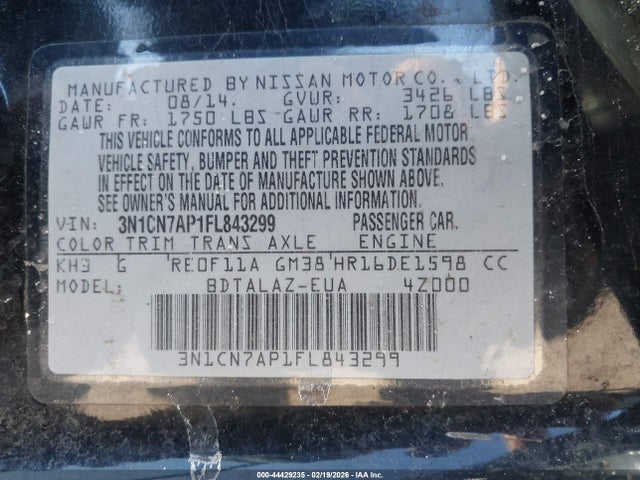 MANUFACTURED BY NISSAN MOTOR CO., LTD.
DATE: 08/14. GVWR: 3426 LBS
GAWR FR: 1750 LBS GAWR RR: 1708 LBS
THIS VEHICLE CONFORMS TO ALL APPLICABLE FEDERAL MOTOR
VEHICLE SAFETY, BUMPER AND THEFT PREVENTION STANDARDS
IN EFFECT ON THE DATE OF MANUFACTURE SHOWN ABOVE.
SEE OWNER'S MANUAL FOR ADDITIONAL INFORMATION.
VIN: 3N1CN7AP1FL843299 PASSENGER CAR.
COLOR TRIM TRANS AXLE ENGINE
KH3 G RE0F11A GM38 HR16DE1598 CC
MODEL: BDTALAZ-EUA 4Z000
3N1CN7AP1FL843299
000-44429235 - 02/19/2026 - IAA Inc.